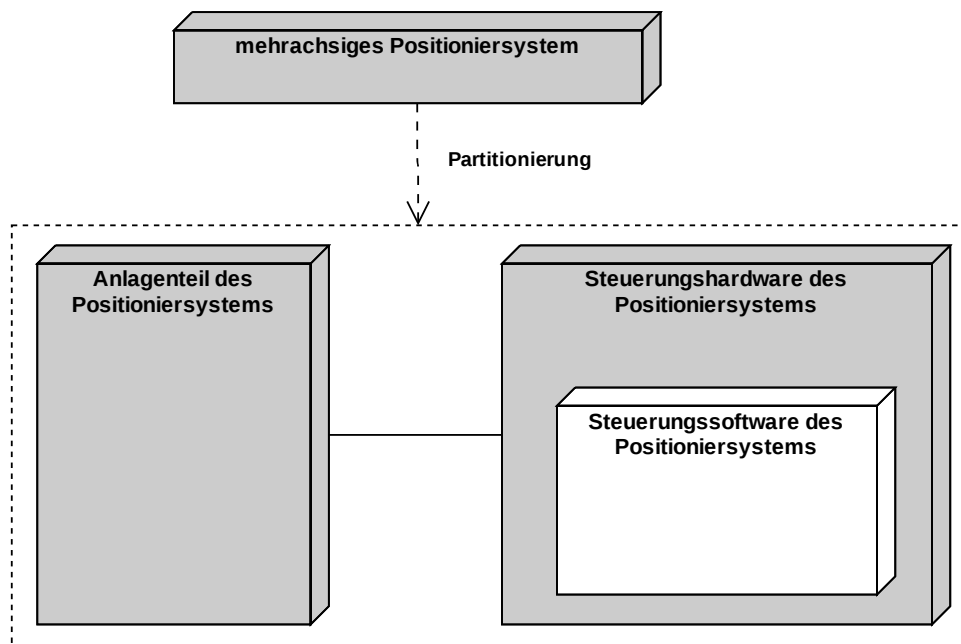 mehrachsiges Positioniersystem
Partitionierung
Anlagenteil des
Positioniersystems
Steuerungshardware des
Positioniersystems
Steuerungssoftware des
Positioniersystems